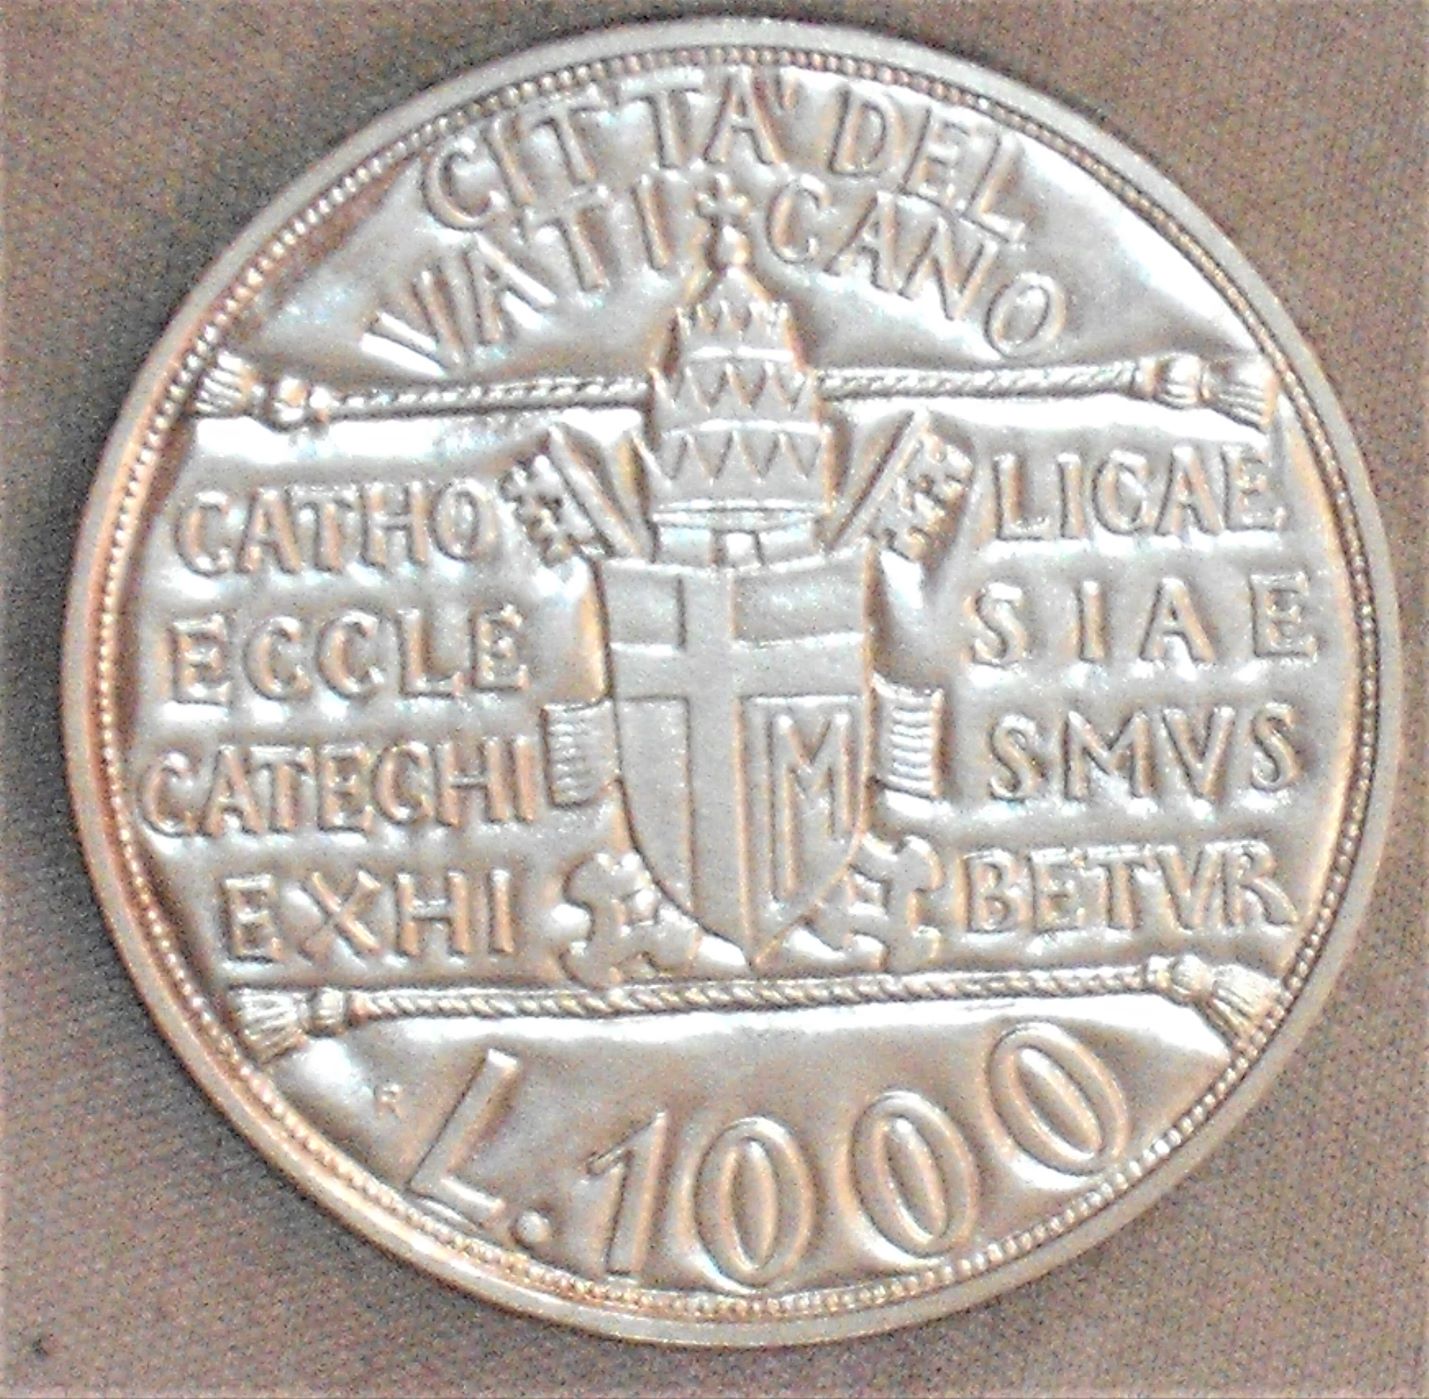 CITTA' DEL
VATICANO
CATHO LICAE
ECCLE SIAE
CATECHI SMVS
EXHI BETVR
M
R
L. 1000